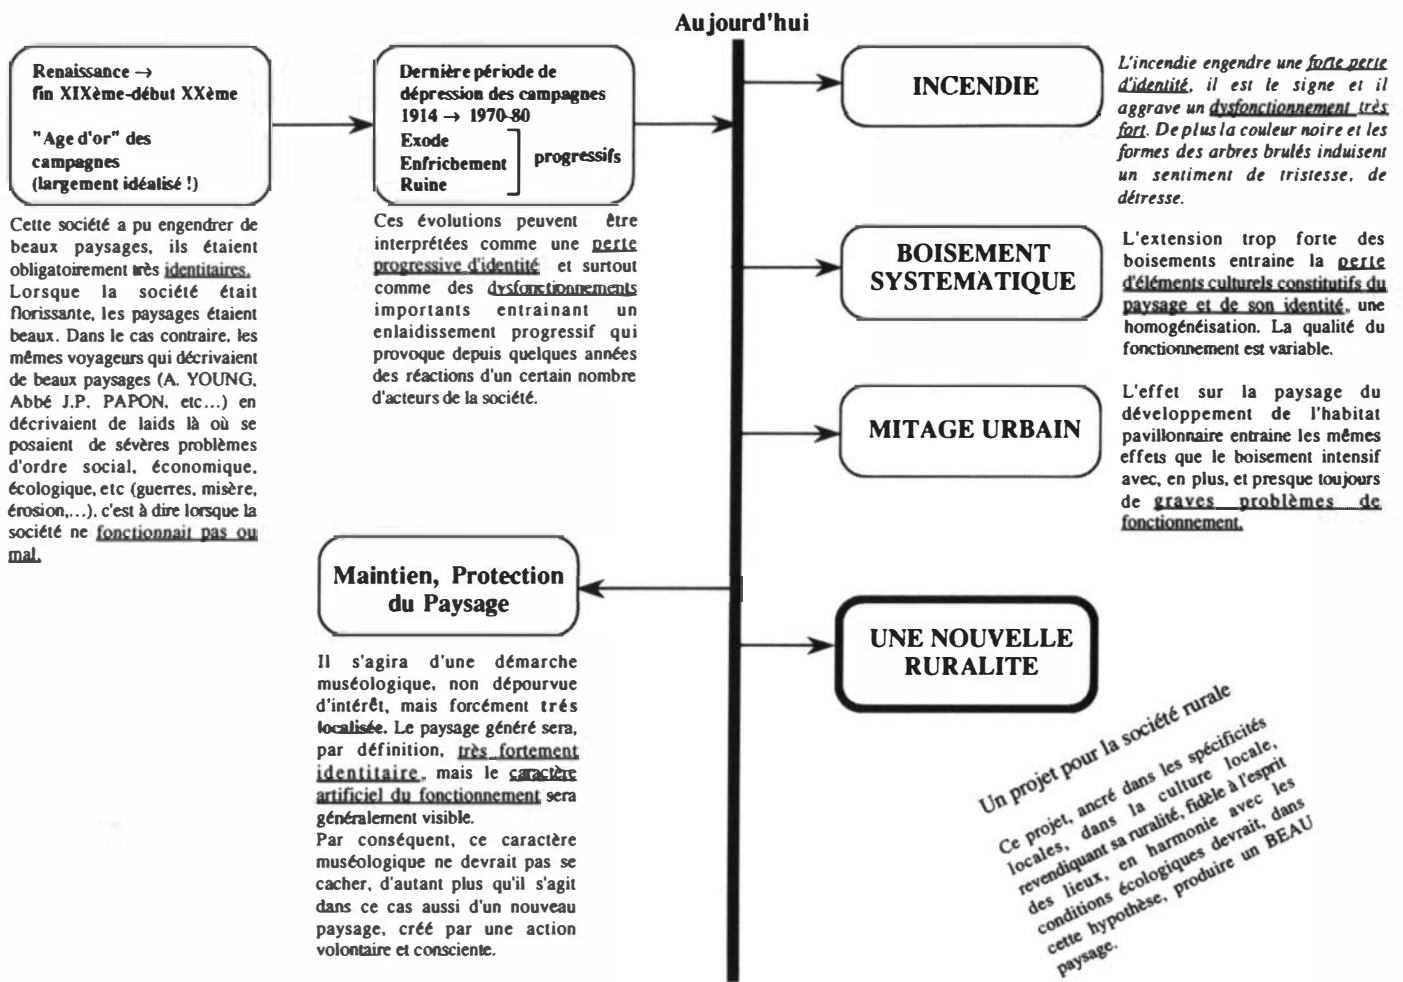 Aujourd'hui
Renaissance →
fin XIXème-début XXème
"Age d'or" des
campagnes
(largement idéalisé !)
Cette société a pu engendrer de
beaux paysages, ils étaient
obligatoirement très identitaires.
Lorsque la société était
florissante, les paysages étaient
beaux. Dans le cas contraire, les
mêmes voyageurs qui décrivaient
de beaux paysages (A. YOUNG,
Abbé J.P. PAPON, etc...) en
décrivaient de laids là où se
posaient de sévères problèmes
d'ordre social, économique,
écologique, etc (guerres, misère,
érosion,...), c'est à dire lorsque la
société ne fonctionnait pas ou
mal.
Dernière période de
dépression des campagnes
1914 → 1970-80
Exode
Enfrichement
Ruine
progressifs
Ces évolutions peuvent être
interprétées comme une perte
progressive d'identité et surtout
comme des dysfonctionnements
importants entrainant un
enlaidissement progressif qui
provoque depuis quelques années
des réactions d'un certain nombre
d'acteurs de la société.
Maintien, Protection
du Paysage
Il s'agira d'une démarche
muséologique, non dépourvue
d'intérêt, mais forcément trés
localisée. Le paysage généré sera,
par définition, très fortement
identitaire, mais le caractère
artificiel du fonctionnement sera
généralement visible.
Par conséquent, ce caractère
muséologique ne devrait pas se
cacher, d'autant plus qu'il s'agit
dans ce cas aussi d'un nouveau
paysage, créé par une action
volontaire et consciente.
INCENDIE
L'incendie engendre une forte perte
d'identité, il est le signe et il
aggrave un dysfonctionnement très
fort. De plus la couleur noire et les
formes des arbres brulés induisent
un sentiment de tristesse, de
détresse.
BOISEMENT
SYSTEMATIQUE
L'extension trop forte des
boisements entraine la perte
d'éléments culturels constitutifs du
paysage et de son identité, une
homogénéisation. La qualité du
fonctionnement est variable.
MITAGE URBAIN
L'effet sur la paysage du
développement de l'habitat
pavillonnaire entraine les mêmes
effets que le boisement intensif
avec, en plus, et presque toujours
de graves problèmes de
fonctionnement.
UNE NOUVELLE
RURALITE
Un projet pour la société rurale
Ce projet, ancré dans les spécificités
locales, dans la culture locale,
revendiquant sa ruralité, fidèle à l'esprit
des lieux, en harmonie avec les
conditions écologiques devrait, dans
cette hypothèse, produire un BEAU
paysage.